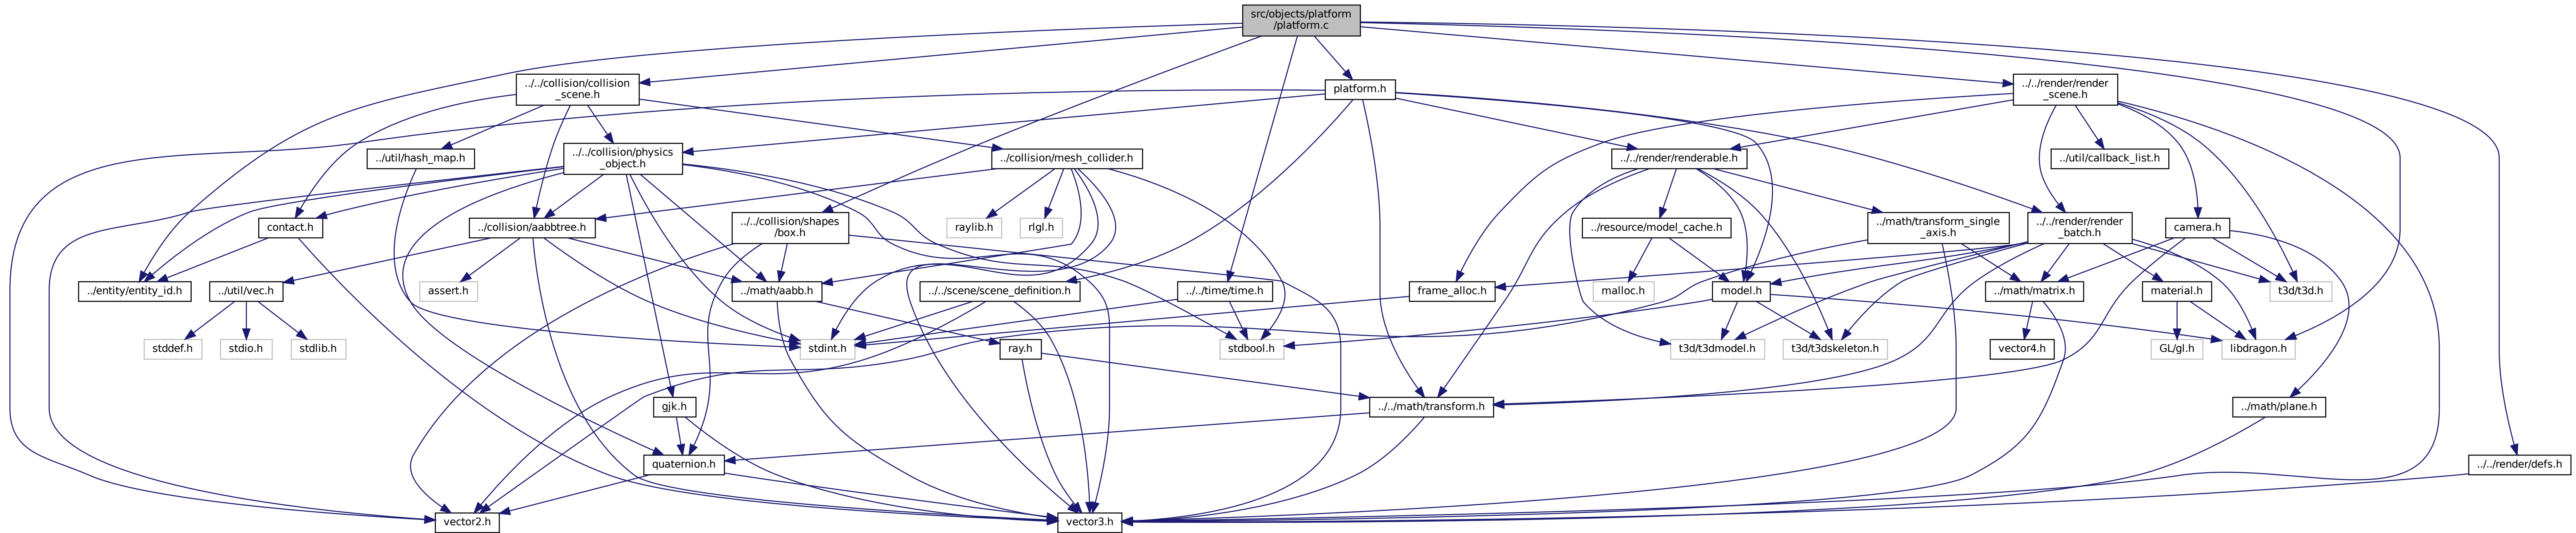 src/objects/platform
/platform.c
../../collision/collision
_scene.h
platform.h
../../render/render
_scene.h
../util/hash_map.h
../../collision/physics
_object.h
../collision/mesh_collider.h
../../render/renderable.h
../util/callback_list.h
contact.h
../collision/aabbtree.h
../../collision/shapes
/box.h
raylib.h
rlgl.h
../resource/model_cache.h
../math/transform_single
_axis.h
../../render/render
_batch.h
camera.h
../entity/entity_id.h
../util/vec.h
assert.h
../math/aabb.h
../../scene/scene_definition.h
../../time/time.h
frame_alloc.h
malloc.h
model.h
../math/matrix.h
material.h
t3d/t3d.h
stddef.h
stdio.h
stdlib.h
stdint.h
ray.h
stdbool.h
t3d/t3dmodel.h
t3d/t3dskeleton.h
vector4.h
GL/gl.h
libdragon.h
gjk.h
../../math/transform.h
../math/plane.h
quaternion.h
../../render/defs.h
vector2.h
vector3.h